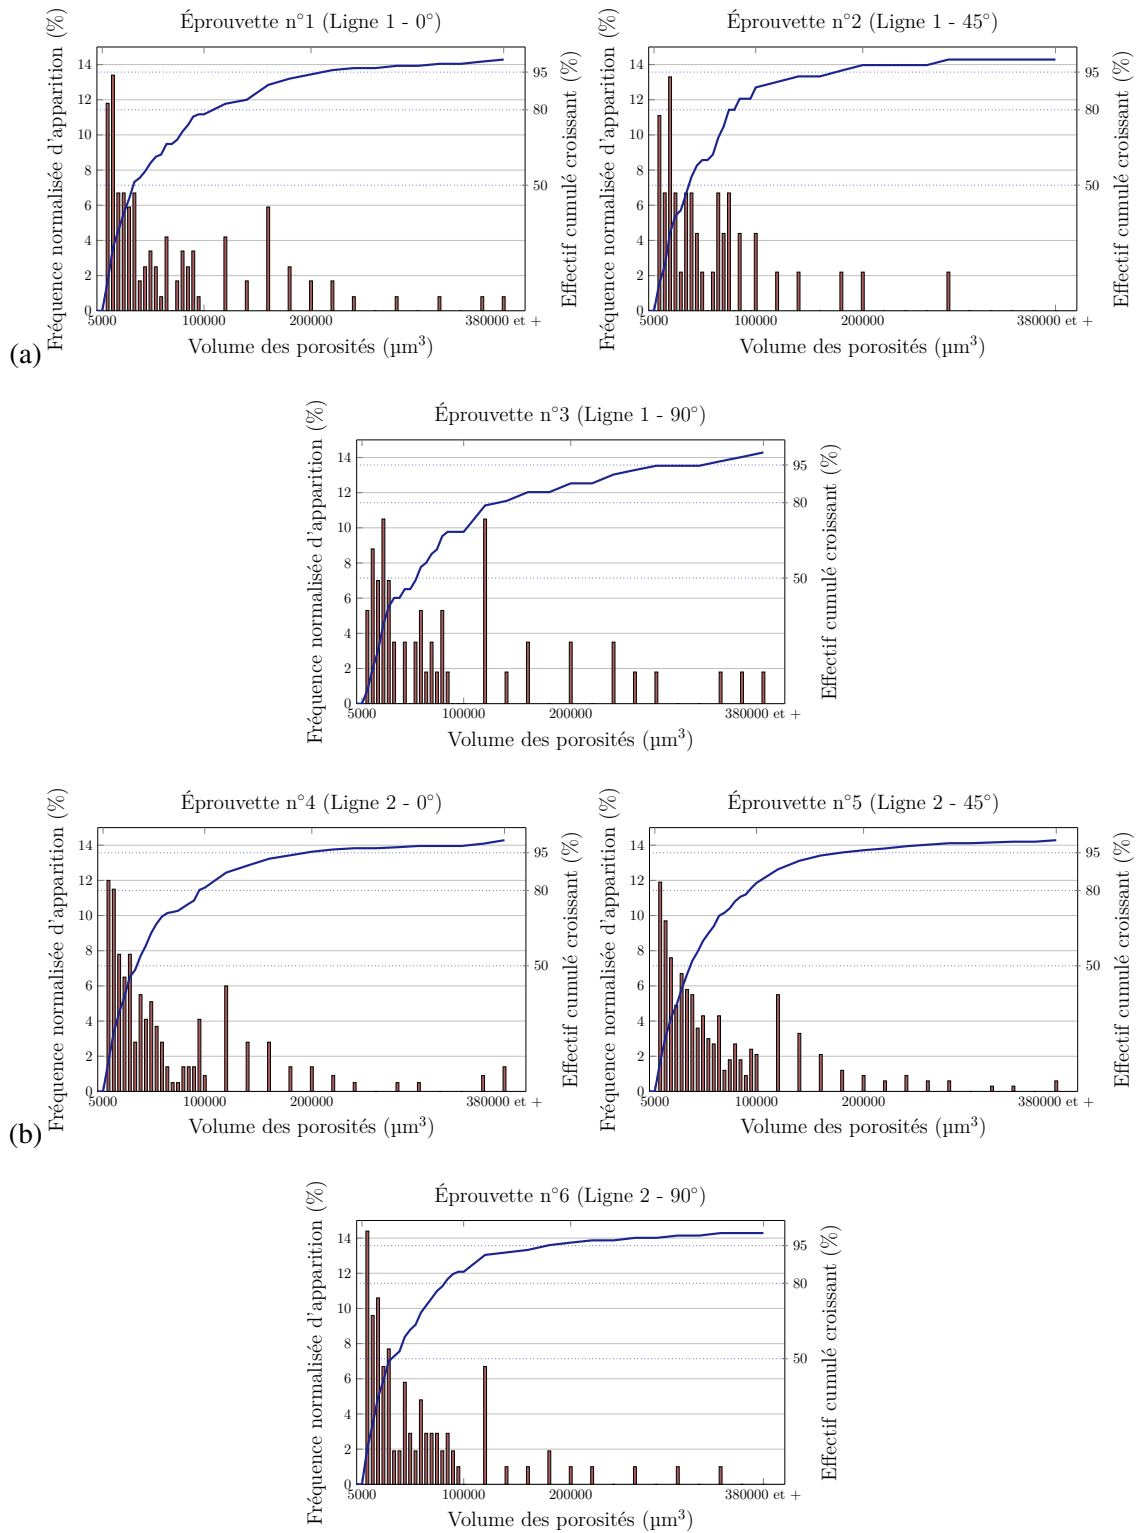 Éprouvette n°1 (Ligne 1 - 0°)
Fréquence normalisée d'apparition (%)
14
12
10
8
6
4
2
0
95
80
50
Effectif cumulé croissant (%)
5000 100000 200000 380000 et +
Volume des porosités (µm³)
Éprouvette n°2 (Ligne 1 - 45°)
Fréquence normalisée d'apparition (%)
14
12
10
8
6
4
2
0
95
80
50
Effectif cumulé croissant (%)
5000 100000 200000 380000 et +
Volume des porosités (µm³)
(a)
Éprouvette n°3 (Ligne 1 - 90°)
Fréquence normalisée d'apparition (%)
14
12
10
8
6
4
2
0
95
80
50
Effectif cumulé croissant (%)
5000 100000 200000 380000 et +
Volume des porosités (µm³)
Éprouvette n°4 (Ligne 2 - 0°)
Fréquence normalisée d'apparition (%)
14
12
10
8
6
4
2
0
95
80
50
Effectif cumulé croissant (%)
5000 100000 200000 380000 et +
Volume des porosités (µm³)
Éprouvette n°5 (Ligne 2 - 45°)
Fréquence normalisée d'apparition (%)
14
12
10
8
6
4
2
0
95
80
50
Effectif cumulé croissant (%)
5000 100000 200000 380000 et +
Volume des porosités (µm³)
(b)
Éprouvette n°6 (Ligne 2 - 90°)
Fréquence normalisée d'apparition (%)
14
12
10
8
6
4
2
0
95
80
50
Effectif cumulé croissant (%)
5000 100000 200000 380000 et +
Volume des porosités (µm³)